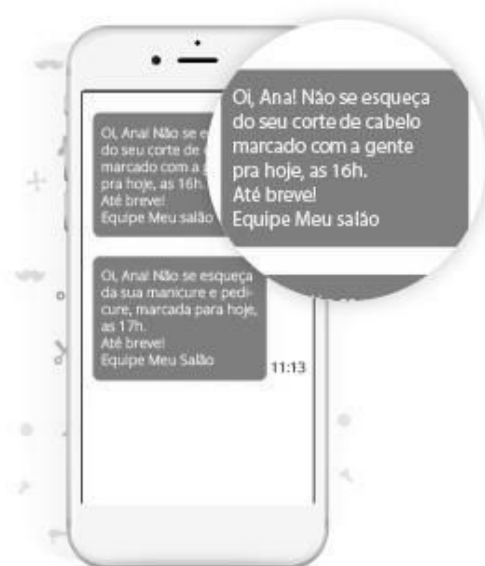 Oi, Ana! Não se esqueça
do seu corte de cabelo
marcado com a gente
pra hoje, as 16h.
Até breve!
Equipe Meu salão
Oi, Ana! Não se e
do seu corte de
marcado com a
pra hoje, as 16h.
Até breve!
Equipe Meu salão
Oi, Ana! Não se esqueça
da sua manicure e pedi-
cure, marcada para hoje,
as 17h.
Até breve!
Equipe Meu Salão
11:13